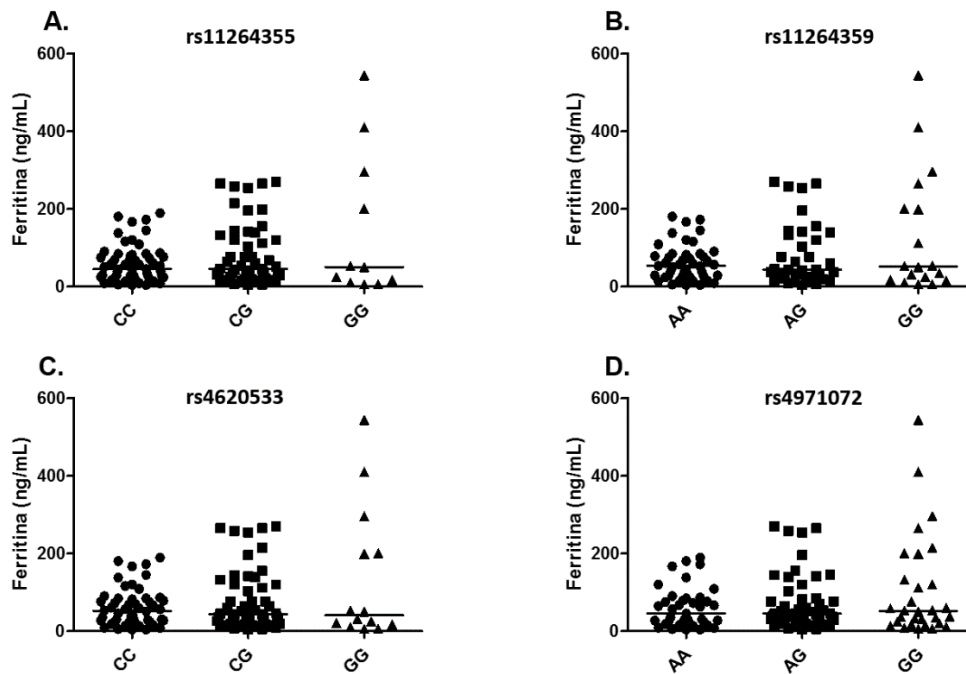 A.
rs11264355
Ferritina (ng/mL)
600
400
200
0
CC
CG
GG
B.
rs11264359
Ferritina (ng/mL)
600
400
200
0
AA
AG
GG
C.
rs4620533
Ferritina (ng/mL)
600
400
200
0
CC
CG
GG
D.
rs4971072
Ferritina (ng/mL)
600
400
200
0
AA
AG
GG